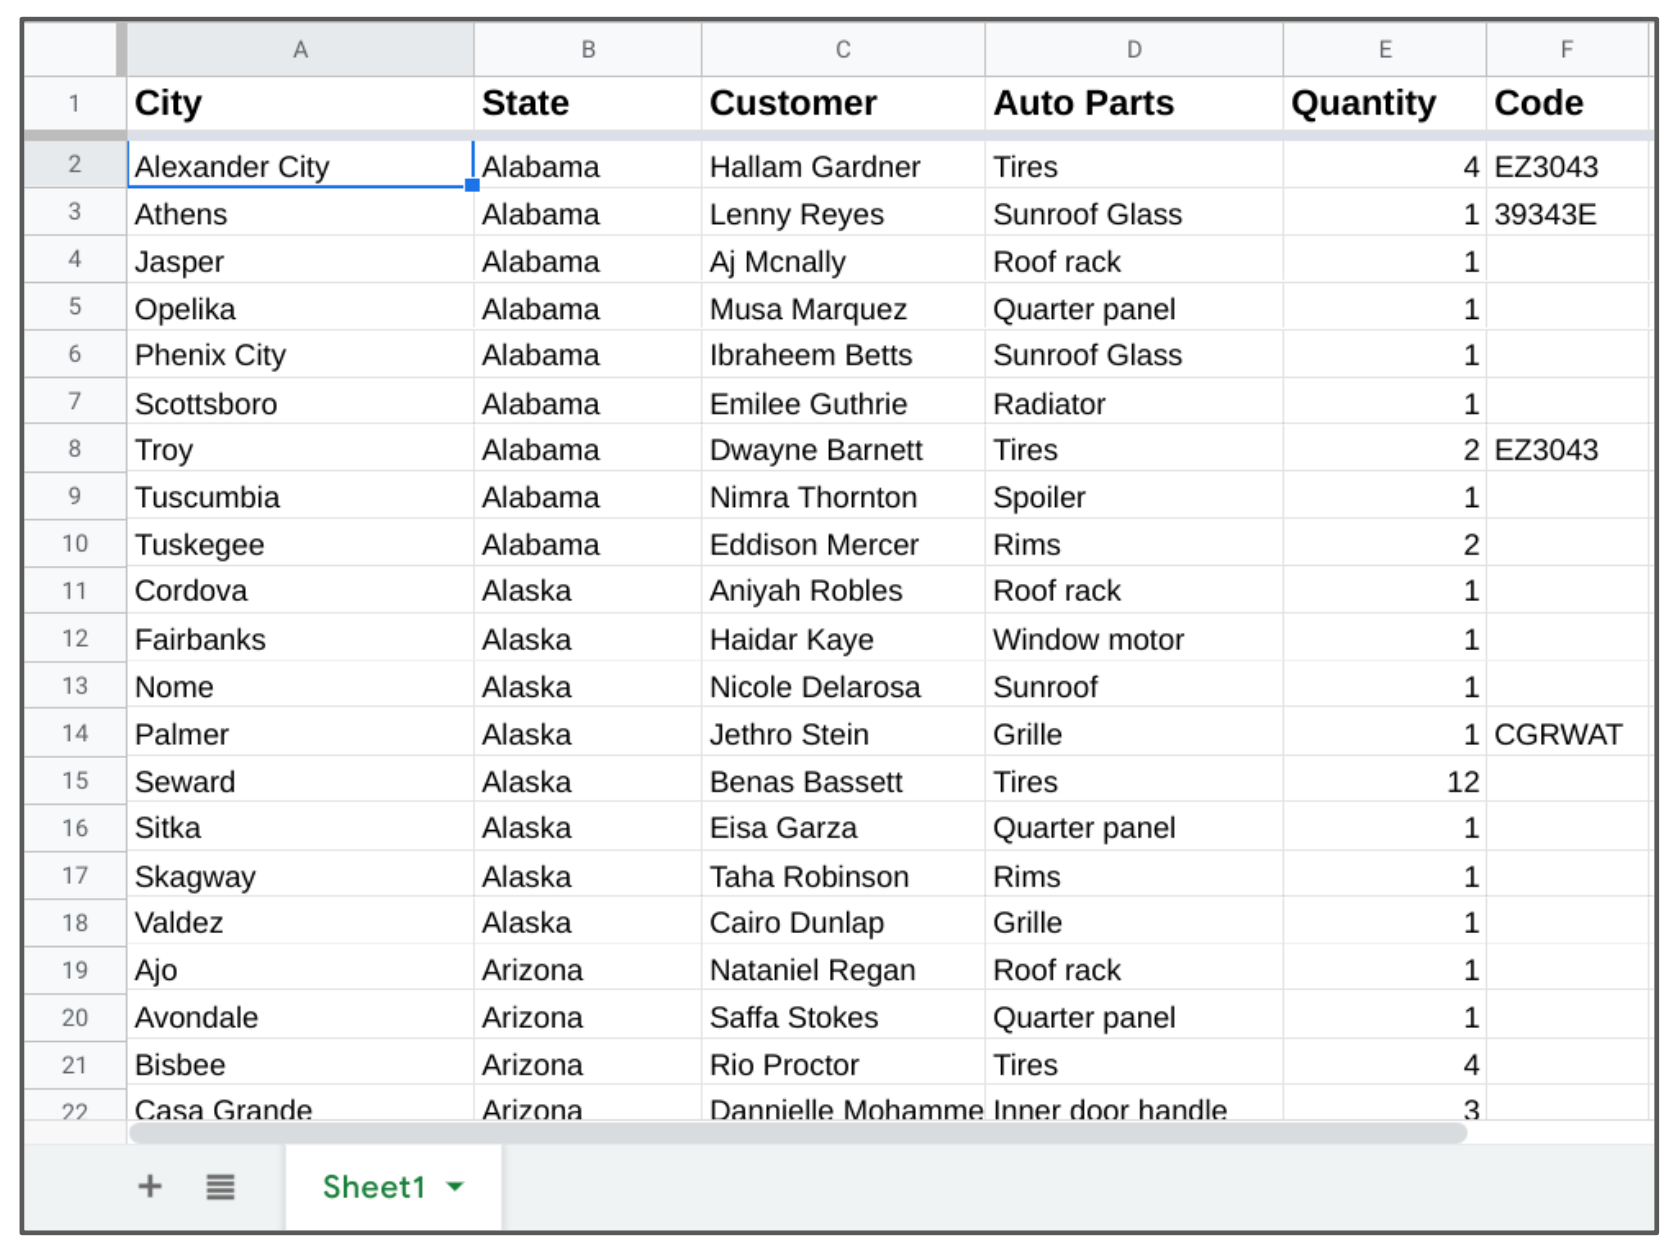 A B C D E F
1 City State Customer Auto Parts Quantity Code
2 Alexander City Alabama Hallam Gardner Tires 4 EZ3043
3 Athens Alabama Lenny Reyes Sunroof Glass 1 39343E
4 Jasper Alabama Aj Mcnally Roof rack 1
5 Opelika Alabama Musa Marquez Quarter panel 1
6 Phenix City Alabama Ibraheem Betts Sunroof Glass 1
7 Scottsboro Alabama Emilee Guthrie Radiator 1
8 Troy Alabama Dwayne Barnett Tires 2 EZ3043
9 Tuscumbia Alabama Nimra Thornton Spoiler 1
10 Tuskegee Alabama Eddison Mercer Rims 2
11 Cordova Alaska Aniyah Robles Roof rack 1
12 Fairbanks Alaska Haidar Kaye Window motor 1
13 Nome Alaska Nicole Delarosa Sunroof 1
14 Palmer Alaska Jethro Stein Grille 1 CGRWAT
15 Seward Alaska Benas Bassett Tires 12
16 Sitka Alaska Eisa Garza Quarter panel 1
17 Skagway Alaska Taha Robinson Rims 1
18 Valdez Alaska Cairo Dunlap Grille 1
19 Ajo Arizona Nataniel Regan Roof rack 1
20 Avondale Arizona Saffa Stokes Quarter panel 1
21 Bisbee Arizona Rio Proctor Tires 4
22 Casa Grande Arizona Dannielle Mohamme Inner door handle 3
Sheet1